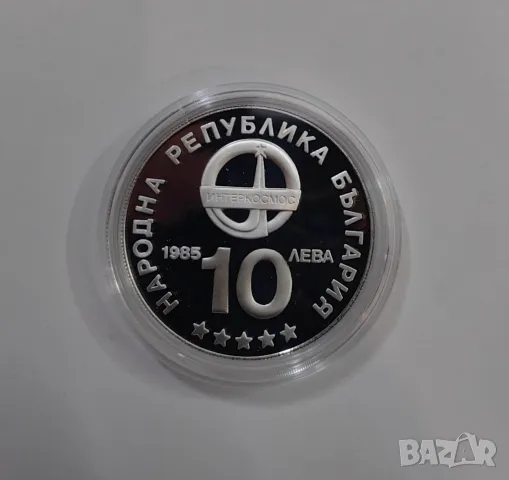 НАРОДНА РЕПУБЛИКА БЪЛГАРИЯ
ИНТЕРКОСМОС
1985 10 ЛЕВА
BAZAR